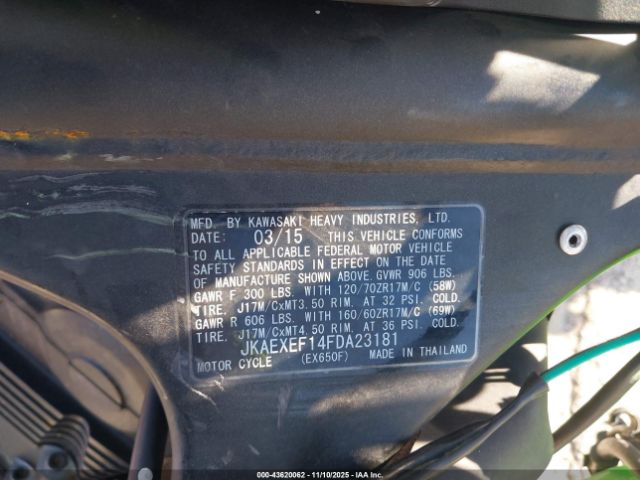 MFD. BY KAWASAKI HEAVY INDUSTRIES, LTD.
DATE: 03/15 THIS VEHICLE CONFORMS
TO ALL APPLICABLE FEDERAL MOTOR VEHICLE
SAFETY STANDARDS IN EFFECT ON THE DATE
OF MANUFACTURE SHOWN ABOVE. GVWR 906 LBS.
GAWR F 300 LBS. WITH 120/70ZR17M/C (58W)
TIRE. J17M/CxMT3.50 RIM. AT 32 PSI. COLD.
GAWR R 606 LBS. WITH 160/60ZR17M/C (69W)
TIRE. J17M/CxMT4.50 RIM. AT 36 PSI. COLD.
JKAEXEF14FDA23181
MOTOR CYCLE (EX650F) MADE IN THAILAND
000-43620062 - 11/10/2025 - IAAI.COM